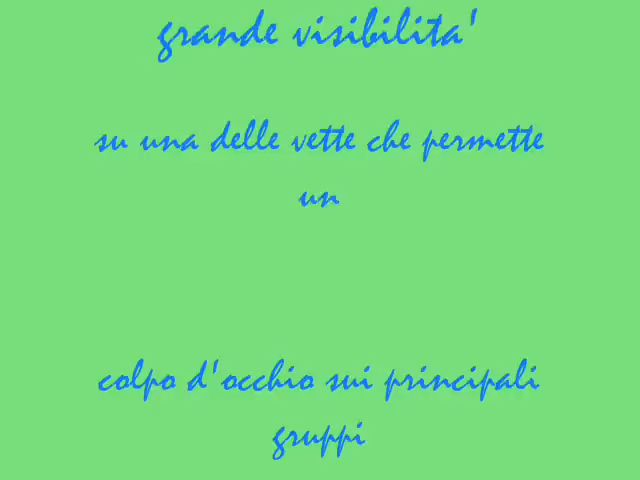 grande visibilita'
su una delle vette che permette
un
colpo d'occhio sui principali
gruppi